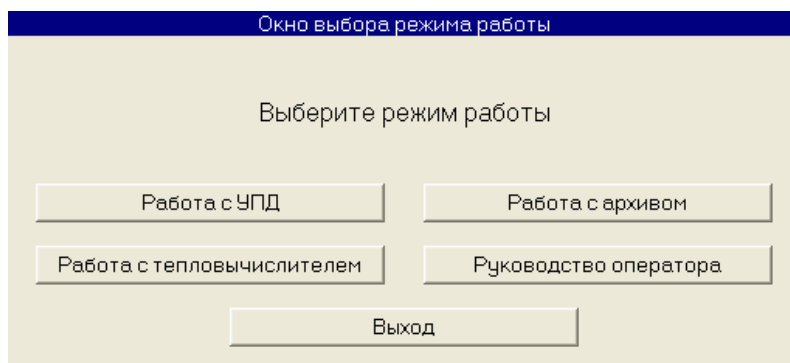 Окно выбора режима работы
Выберите режим работы
Работа с УПД
Работа с архивом
Работа с тепловычислителем
Руководство оператора
Выход